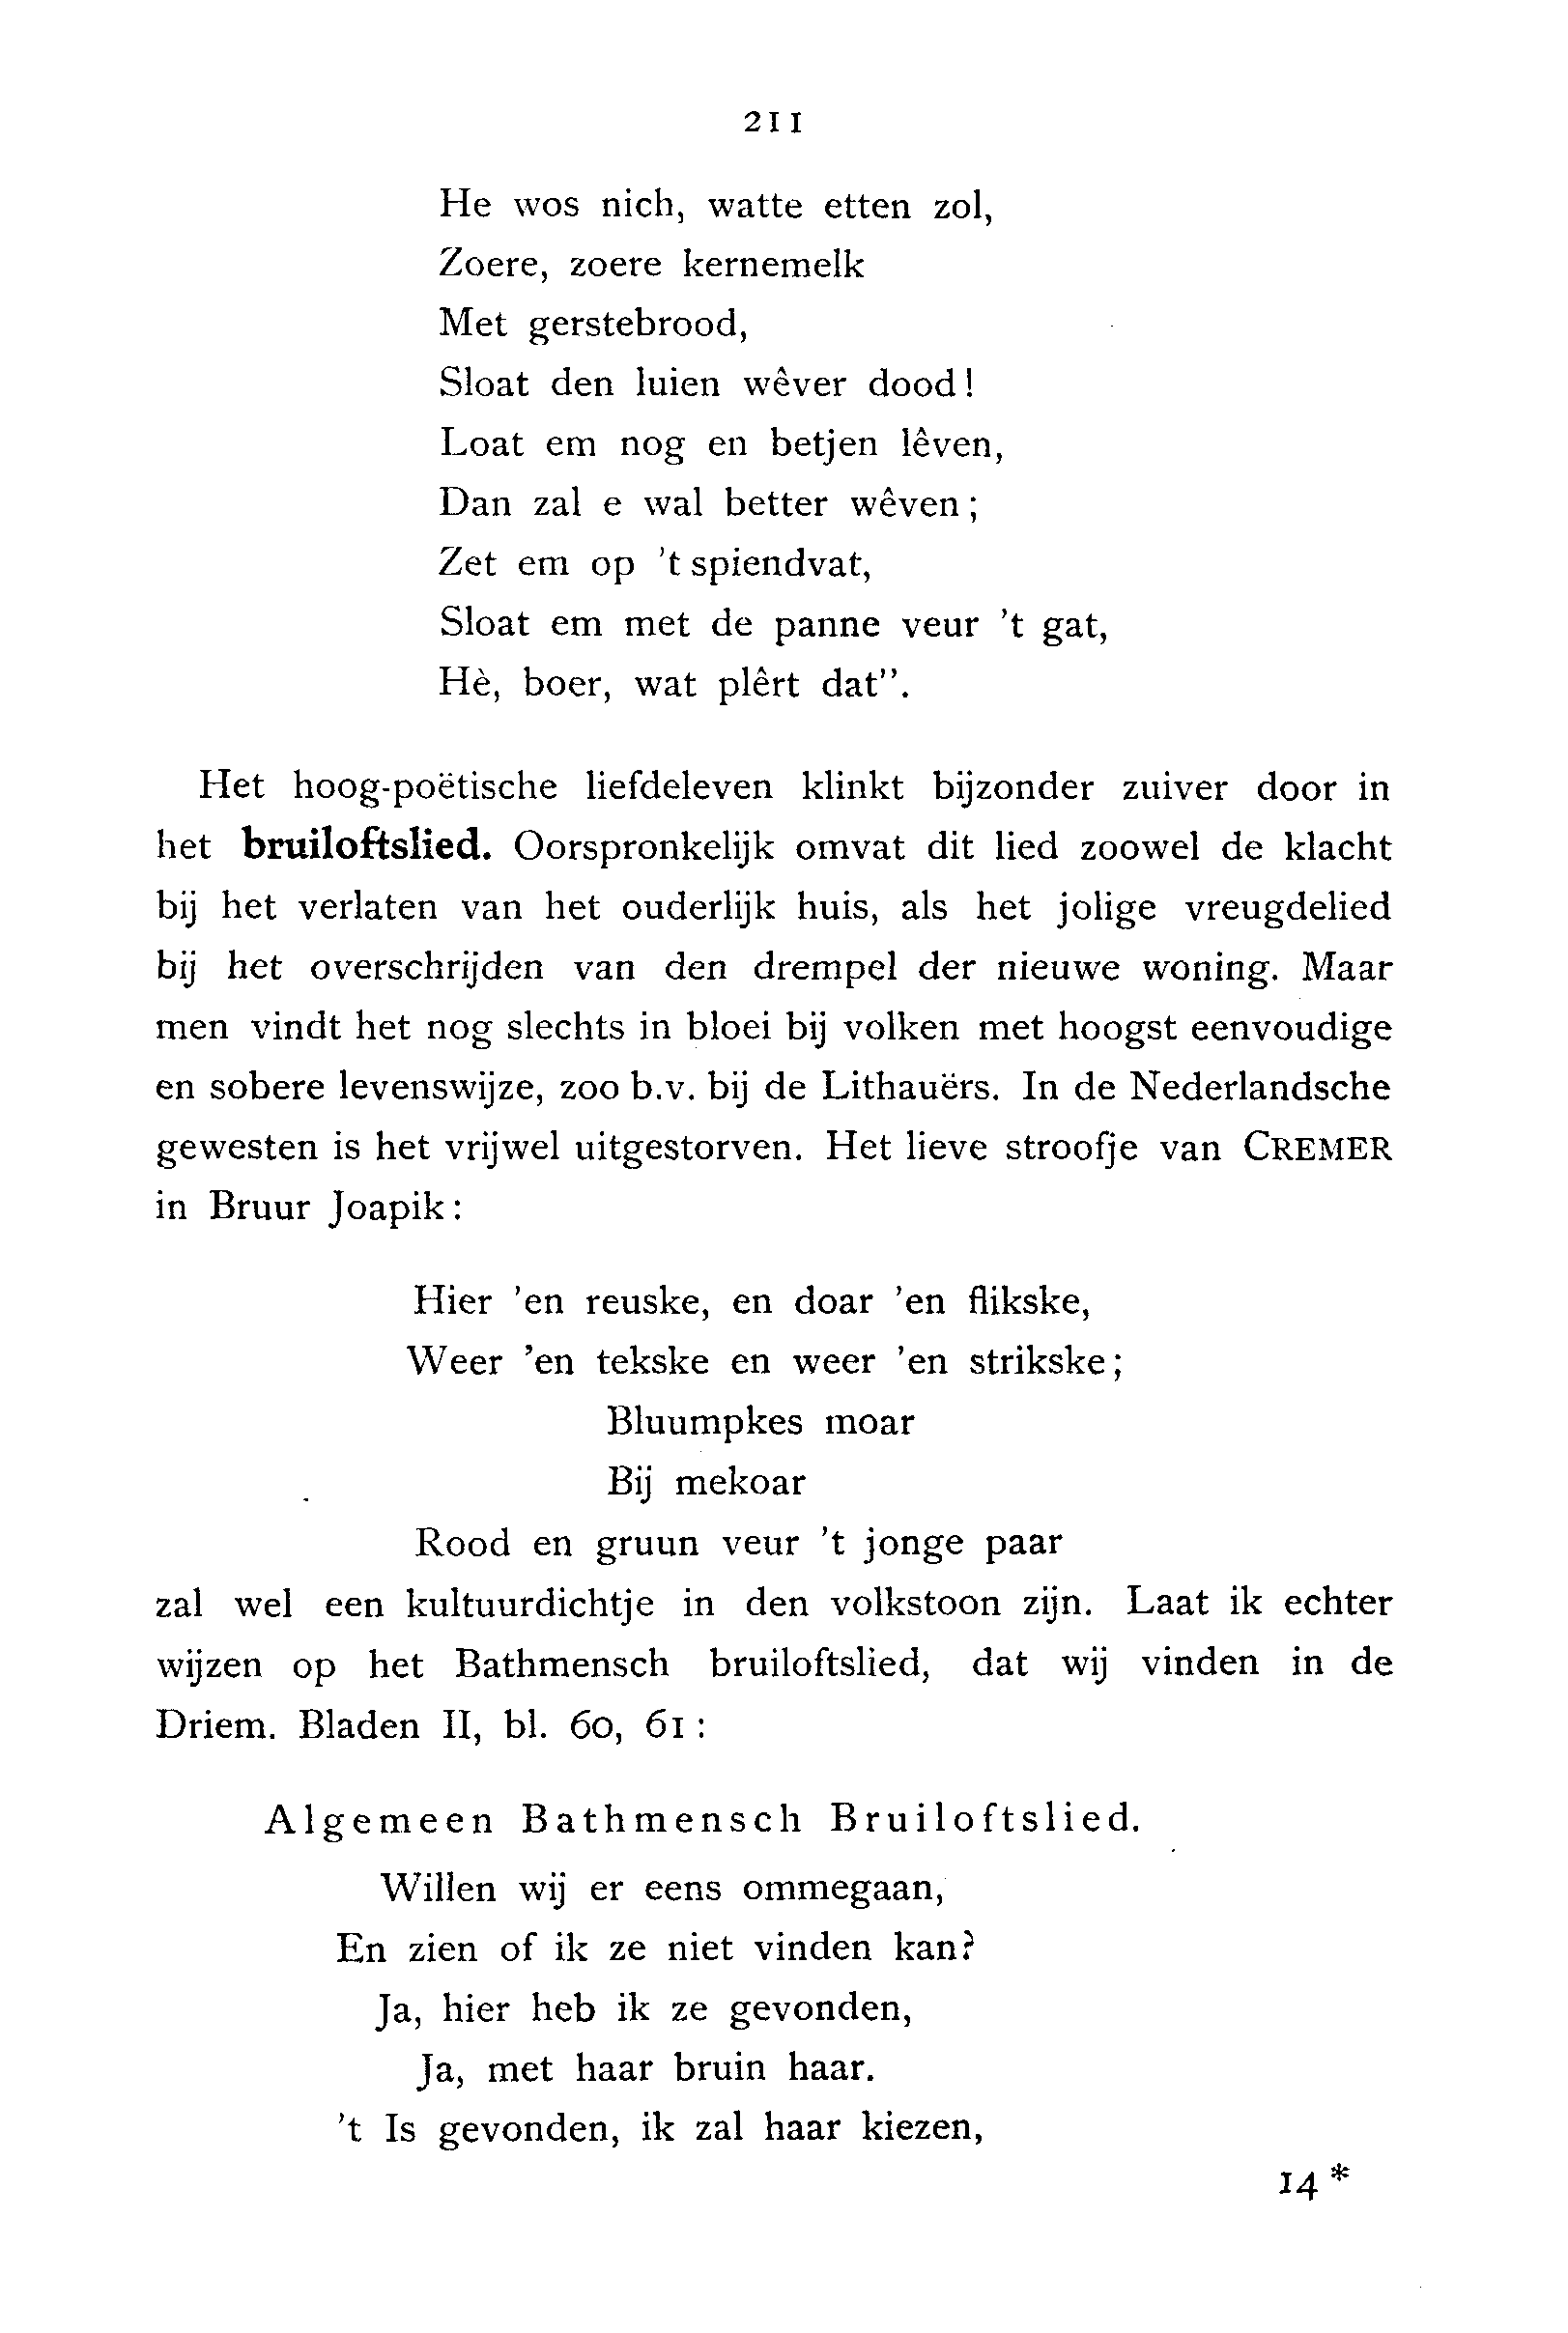 211
He wos nich, watte etten zol,
Zoere, zoere kernemelk
Met gerstebrood,
Sloat den luien wêver dood!
Loat em nog en betjen lêven,
Dan zal e wal better wêven;
Zet em op 't spiendvat,
Sloat em met de panne veur 't gat,
Hè, boer, wat plêrt dat”.
Het hoog-poëtische liefdeleven klinkt bijzonder zuiver door in
het bruiloftslied. Oorspronkelijk omvat dit lied zoowel de klacht
bij het verlaten van het ouderlijk huis, als het jolige vreugdelied
bij het overschrijden van den drempel der nieuwe woning. Maar
men vindt het nog slechts in bloei bij volken met hoogst eenvoudige
en sobere levenswijze, zoo b.v. bij de Lithauërs. In de Nederlandsche
gewesten is het vrijwel uitgestorven. Het lieve stroofje van CREMER
in Bruur Joapik:
Hier 'en reuske, en doar 'en flikske,
Weer 'en tekske en weer 'en strikske;
Bluumpkes moar
Bij mekoar
Rood en gruun veur 't jonge paar
zal wel een kultuurdichtje in den volkstoon zijn. Laat ik echter
wijzen op het Bathmensch bruiloftslied, dat wij vinden in de
Driem. Bladen II, bl. 60, 61:
Algemeen Bathmensch Bruiloftslied.
Willen wij er eens ommegaan,
En zien of ik ze niet vinden kan?
Ja, hier heb ik ze gevonden,
Ja, met haar bruin haar.
't Is gevonden, ik zal haar kiezen,
14*